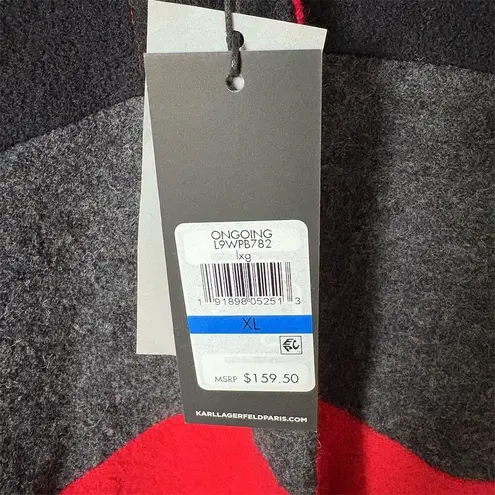 ONGOING
L9WPB782
lxg
1 91898 05251 3
XL
MSRP $159.50
KARLLAGERFELDPARIS.COM